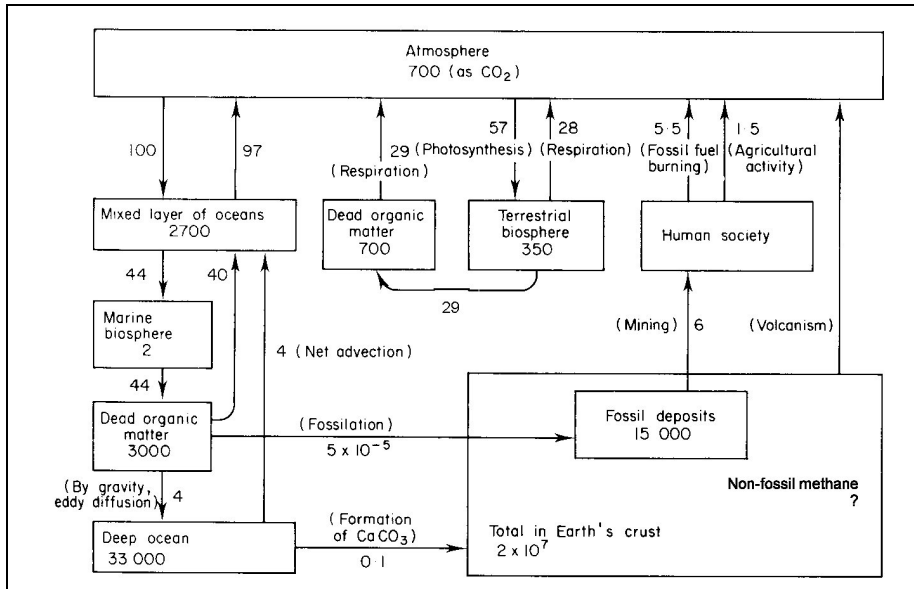 Atmosphere
700 (as CO₂)
100
97
29
(Respiration)
57
(Photosynthesis)
28
(Respiration)
5·5
(Fossil fuel
burning)
1·5
(Agricultural
activity)
Mixed layer of oceans
2700
Dead organic
matter
700
Terrestrial
biosphere
350
Human society
44
40
29
Marine
biosphere
2
4 (Net advection)
(Mining) 6
(Volcanism)
44
Dead organic
matter
3000
(Fossilation)
5 x 10⁻⁵
Fossil deposits
15 000
Non-fossil methane
?
(By gravity,
eddy diffusion)
4
Deep ocean
33 000
(Formation
of CaCO₃)
0·1
Total in Earth's crust
2 x 10⁷